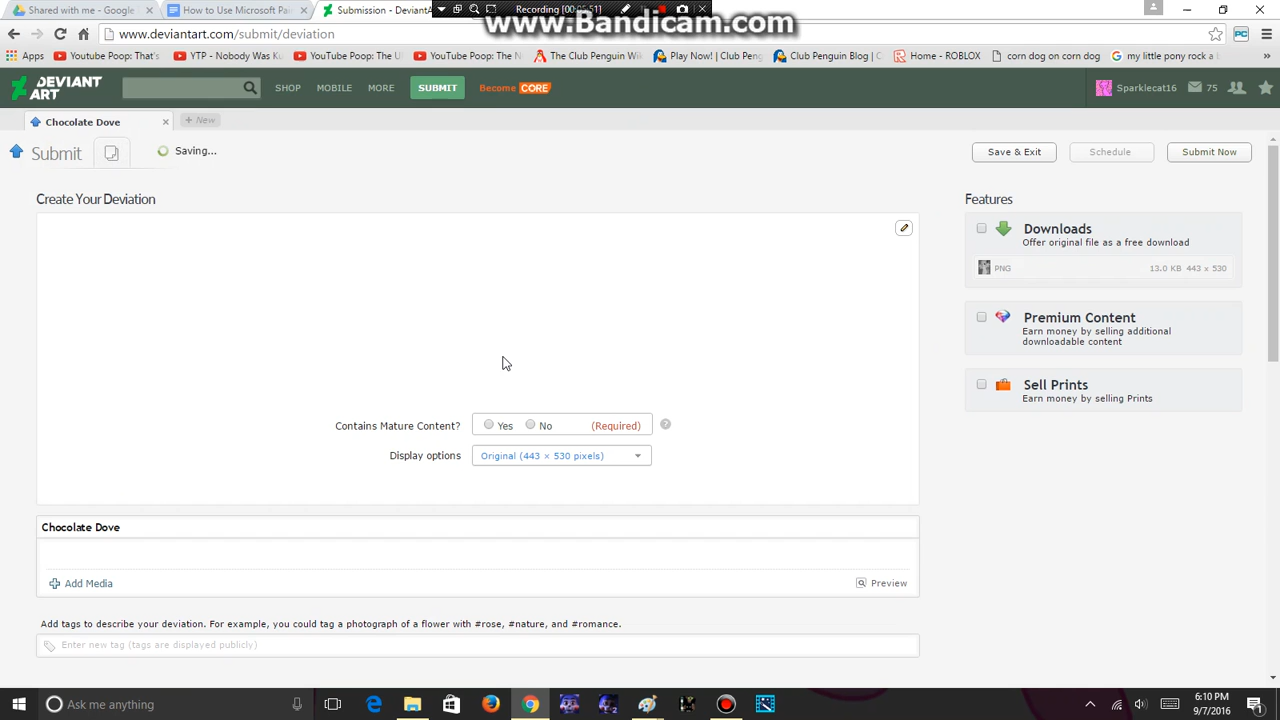 Recording [00:05:51]
www.Bandicam.com
Shared with me - Google
How to Use Microsoft Pain
Submission - DeviantA
www.deviantart.com/submit/deviation
Apps
Youtube Poop: That's
YTP - Nobody Was Ko
YouTube Poop: The U
YouTube Poop: The N
The Club Penguin Wi
Play Now! | Club Pen
Club Penguin Blog | C
Home - ROBLOX
corn dog on corn dog
my little pony rock a l
»
DEVIANT ART
SHOP
MOBILE
MORE
SUBMIT
Become CORE
Sparklecat16
75
Chocolate Dove
+ New
Submit
Saving...
Save & Exit
Schedule
Submit Now
Create Your Deviation
Features
Downloads
Offer original file as a free download
PNG
13.0 KB 443 x 530
Premium Content
Earn money by selling additional
downloadable content
Sell Prints
Earn money by selling Prints
Contains Mature Content?
Yes
No
(Required)
?
Display options
Original (443 × 530 pixels)
Chocolate Dove
Add Media
Preview
Add tags to describe your deviation. For example, you could tag a photograph of a flower with #rose, #nature, and #romance.
Enter new tag (tags are displayed publicly)
Ask me anything
6:10 PM
9/7/2016